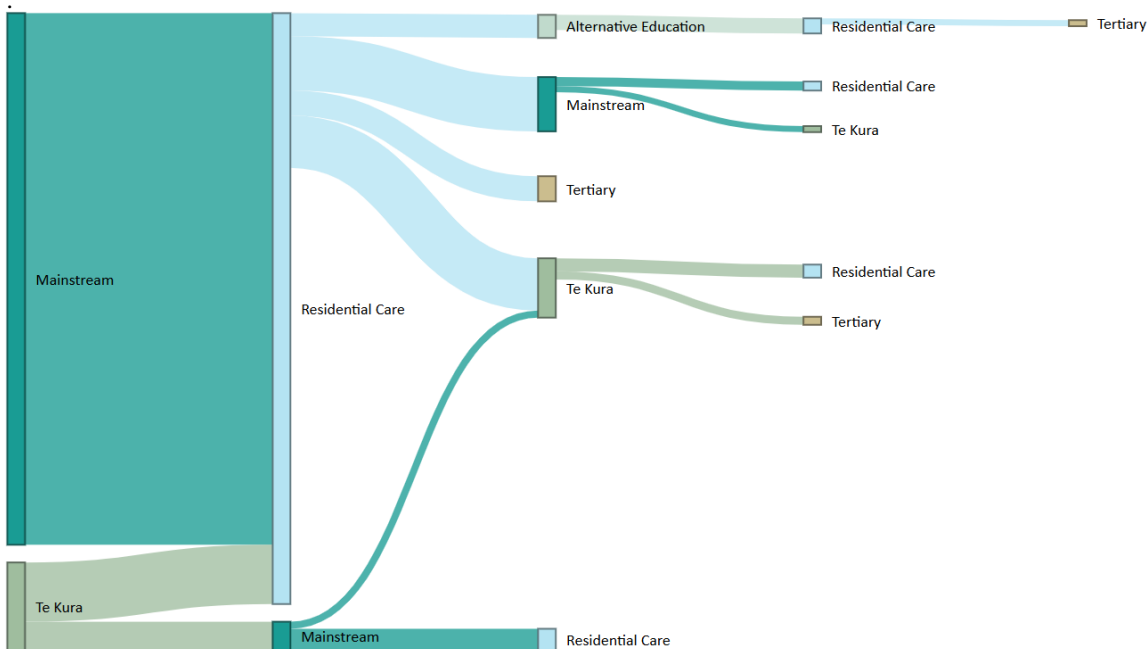 .
Alternative Education
Residential Care
Tertiary
Mainstream
Residential Care
Te Kura
Tertiary
Mainstream
Residential Care
Te Kura
Residential Care
Tertiary
Te Kura
Mainstream
Residential Care